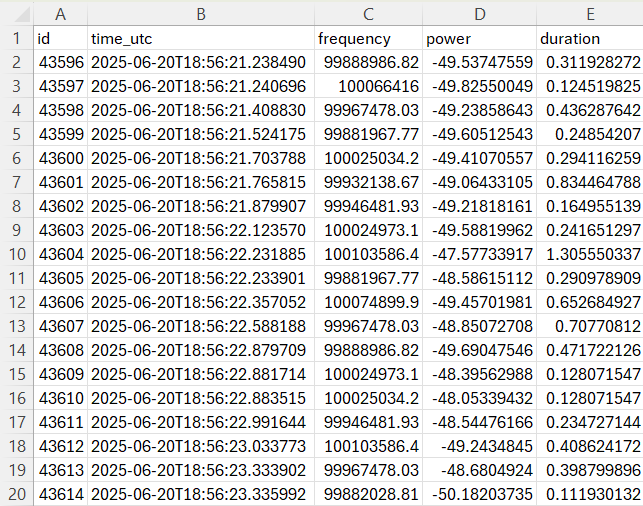 A B C D E
1 id time_utc frequency power duration
2 43596 2025-06-20T18:56:21.238490 99888986.82 -49.53747559 0.311928272
3 43597 2025-06-20T18:56:21.240696 100066416 -49.82550049 0.124519825
4 43598 2025-06-20T18:56:21.408830 99967478.03 -49.23858643 0.436287642
5 43599 2025-06-20T18:56:21.524175 99881967.77 -49.60512543 0.24854207
6 43600 2025-06-20T18:56:21.703788 100025034.2 -49.41070557 0.294116259
7 43601 2025-06-20T18:56:21.765815 99932138.67 -49.06433105 0.834464788
8 43602 2025-06-20T18:56:21.879907 99946481.93 -49.21818161 0.164955139
9 43603 2025-06-20T18:56:22.123570 100024973.1 -49.58819962 0.241651297
10 43604 2025-06-20T18:56:22.231885 100103586.4 -47.57733917 1.305550337
11 43605 2025-06-20T18:56:22.233901 99881967.77 -48.58615112 0.290978909
12 43606 2025-06-20T18:56:22.357052 100074899.9 -49.45701981 0.652684927
13 43607 2025-06-20T18:56:22.588188 99967478.03 -48.85072708 0.70770812
14 43608 2025-06-20T18:56:22.879709 99888986.82 -49.69047546 0.471722126
15 43609 2025-06-20T18:56:22.881714 100024973.1 -48.39562988 0.128071547
16 43610 2025-06-20T18:56:22.883515 100025034.2 -48.05339432 0.128071547
17 43611 2025-06-20T18:56:22.991644 99946481.93 -48.54476166 0.234727144
18 43612 2025-06-20T18:56:23.033773 100103586.4 -49.2434845 0.408624172
19 43613 2025-06-20T18:56:23.333902 99967478.03 -48.6804924 0.398799896
20 43614 2025-06-20T18:56:23.335992 99882028.81 -50.18203735 0.111930132